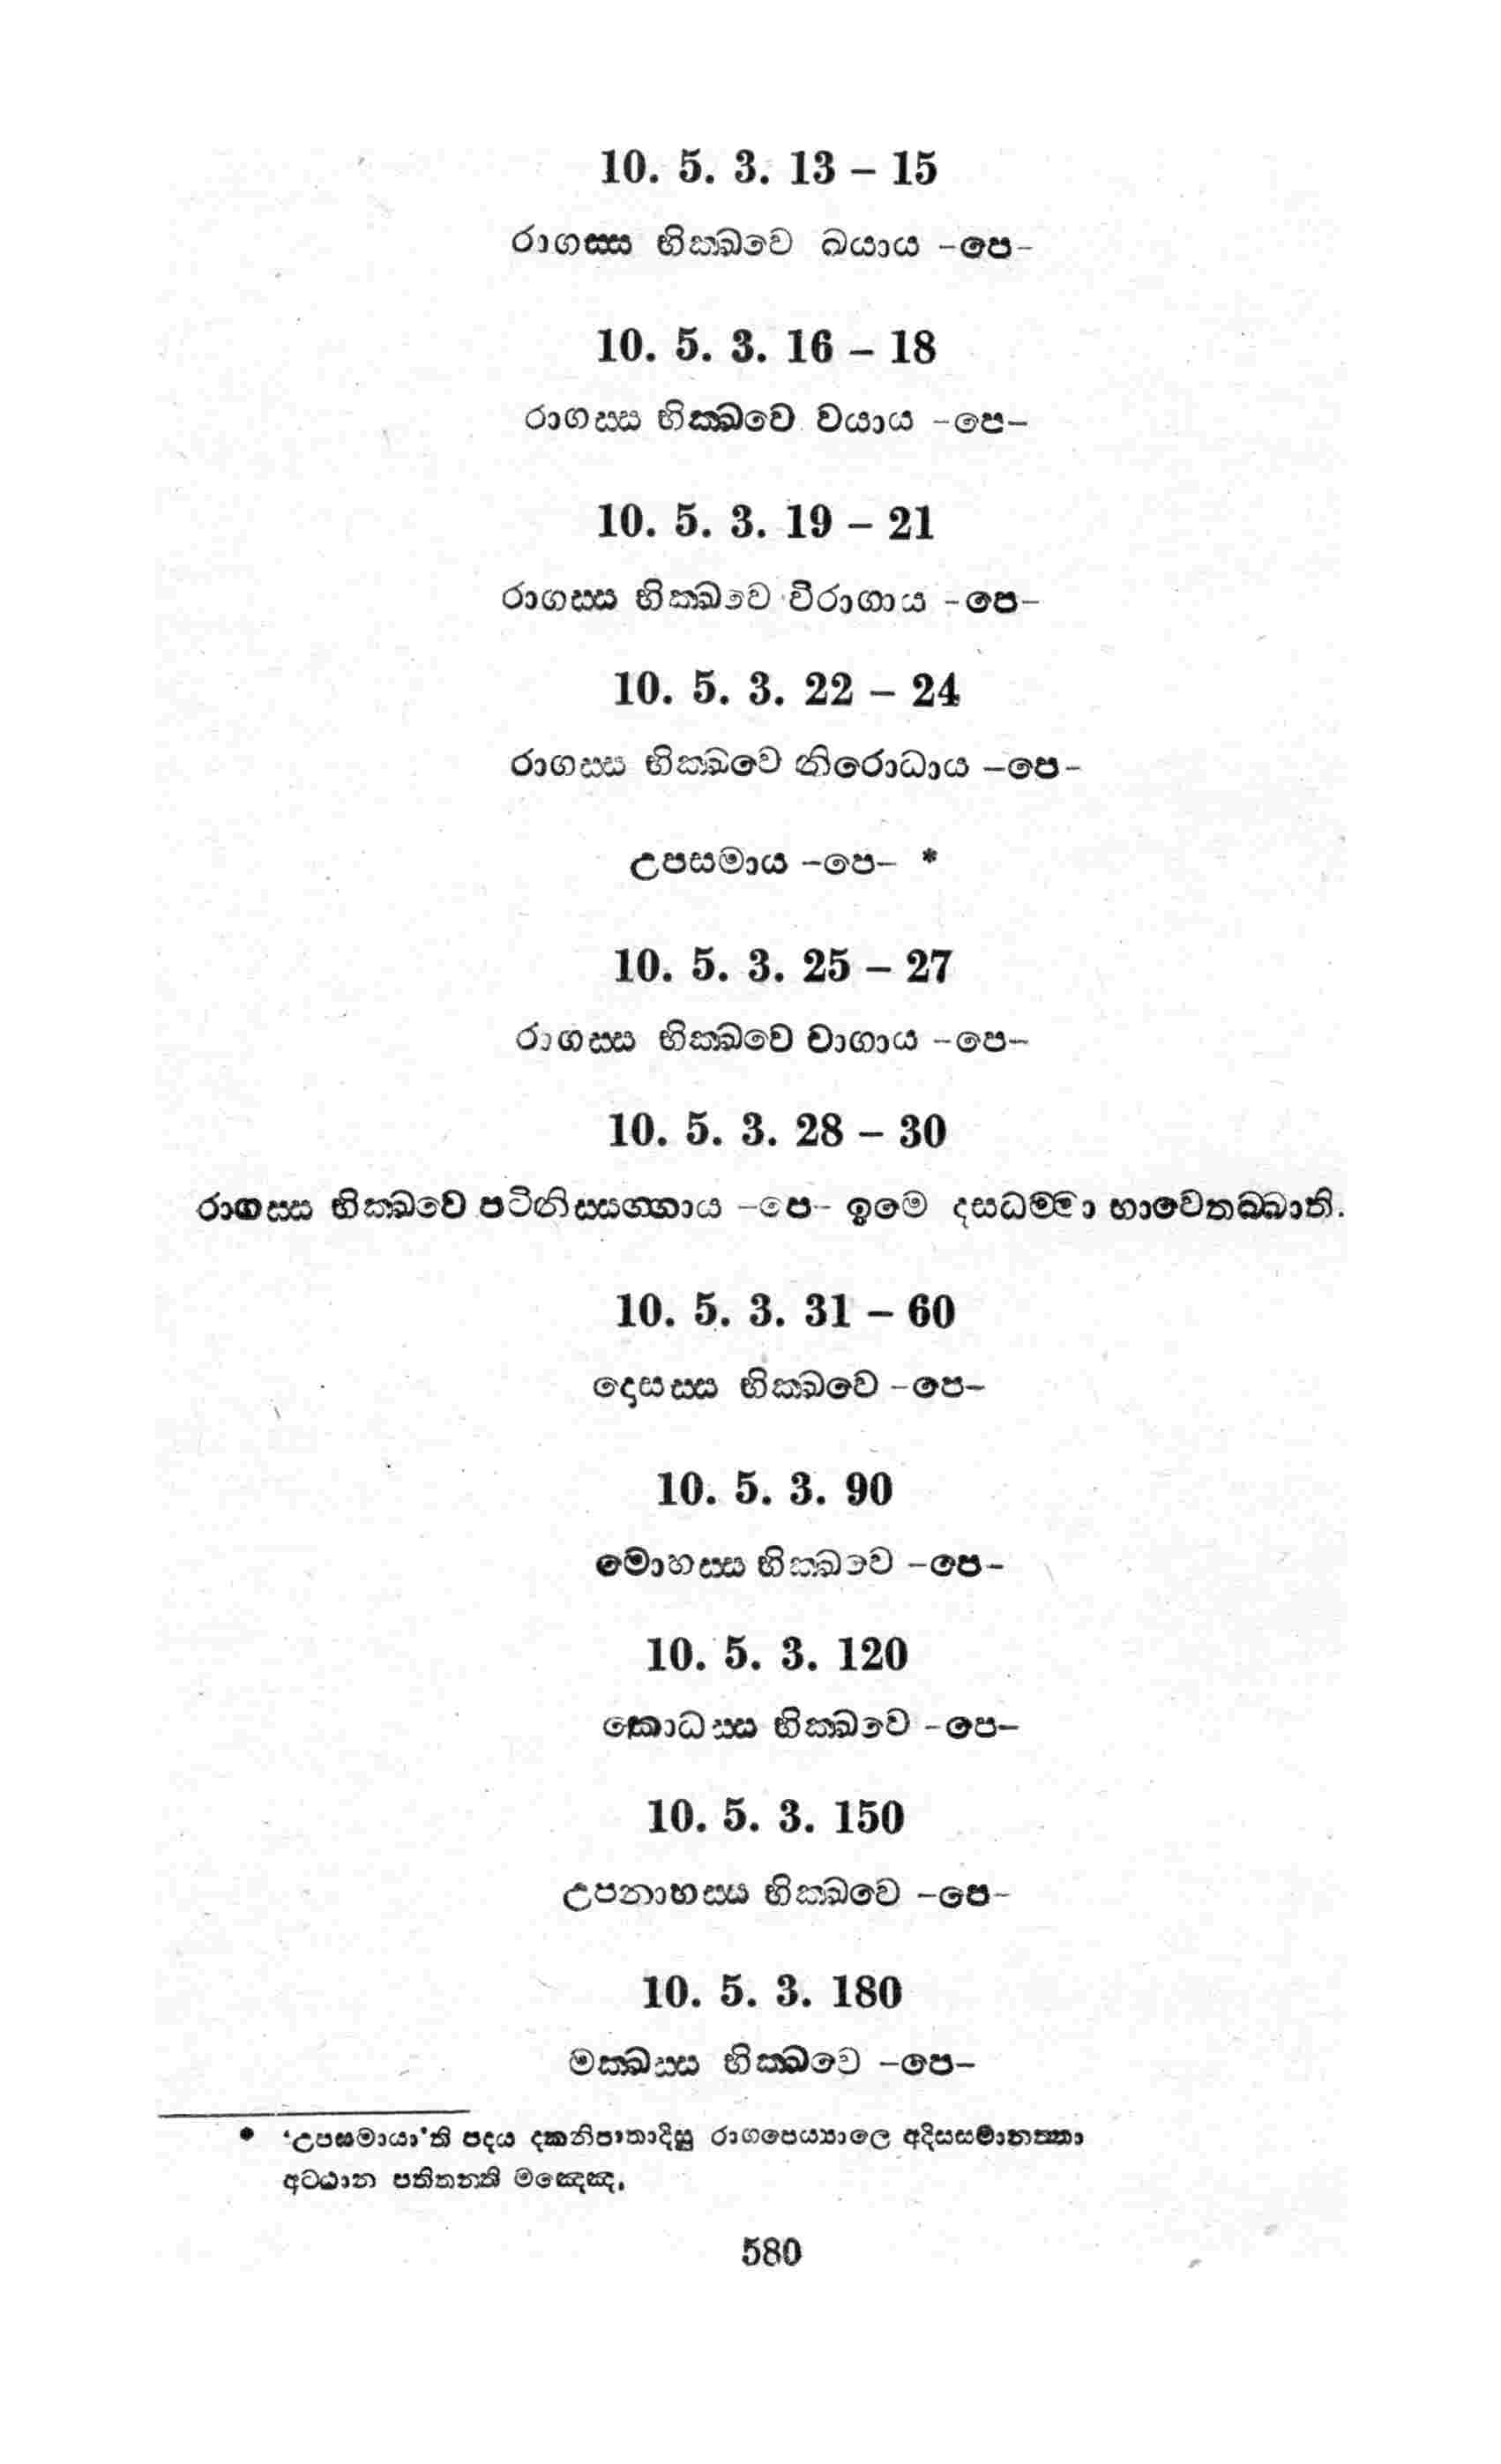 10. 5. 3. 13 – 15
රාගස්ස භික්ඛවෙ ඛයාය -පෙ-
10. 5. 3. 16 – 18
රාගස්ස භික්ඛවෙ වයාය -පෙ-
10. 5. 3. 19 – 21
රාගස්ස භික්ඛවෙ විරාගාය -පෙ-
10. 5. 3. 22 – 24
රාගස්ස භික්ඛවෙ නිරොධාය -පෙ-
උපසමාය -පෙ- *
10. 5. 3. 25 – 27
රාගස්ස භික්ඛවෙ චාගාය -පෙ-
10. 5. 3. 28 – 30
රාගස්ස භික්ඛවෙ පටිනිස්සග්ගාය -පෙ- ඉමෙ දසධම්මා භාවෙතබ්බාති.
10. 5. 3. 31 – 60
දොසස්ස භික්ඛවෙ -පෙ-
10. 5. 3. 90
මොහස්ස භික්ඛවෙ -පෙ-
10. 5. 3. 120
කොධස්ස භික්ඛවෙ -පෙ-
10. 5. 3. 150
උපනාහස්ස භික්ඛවෙ -පෙ-
10. 5. 3. 180
මක්ඛස්ස භික්ඛවෙ -පෙ-
* ‘උපසමායා’ති පදය දුකනිපාතාදිසු රාගපෙය්‍යාලෙ අදිස්සමානත්තා
අට්ඨාන පතිතන්ති මඤ්ඤෙ.
580